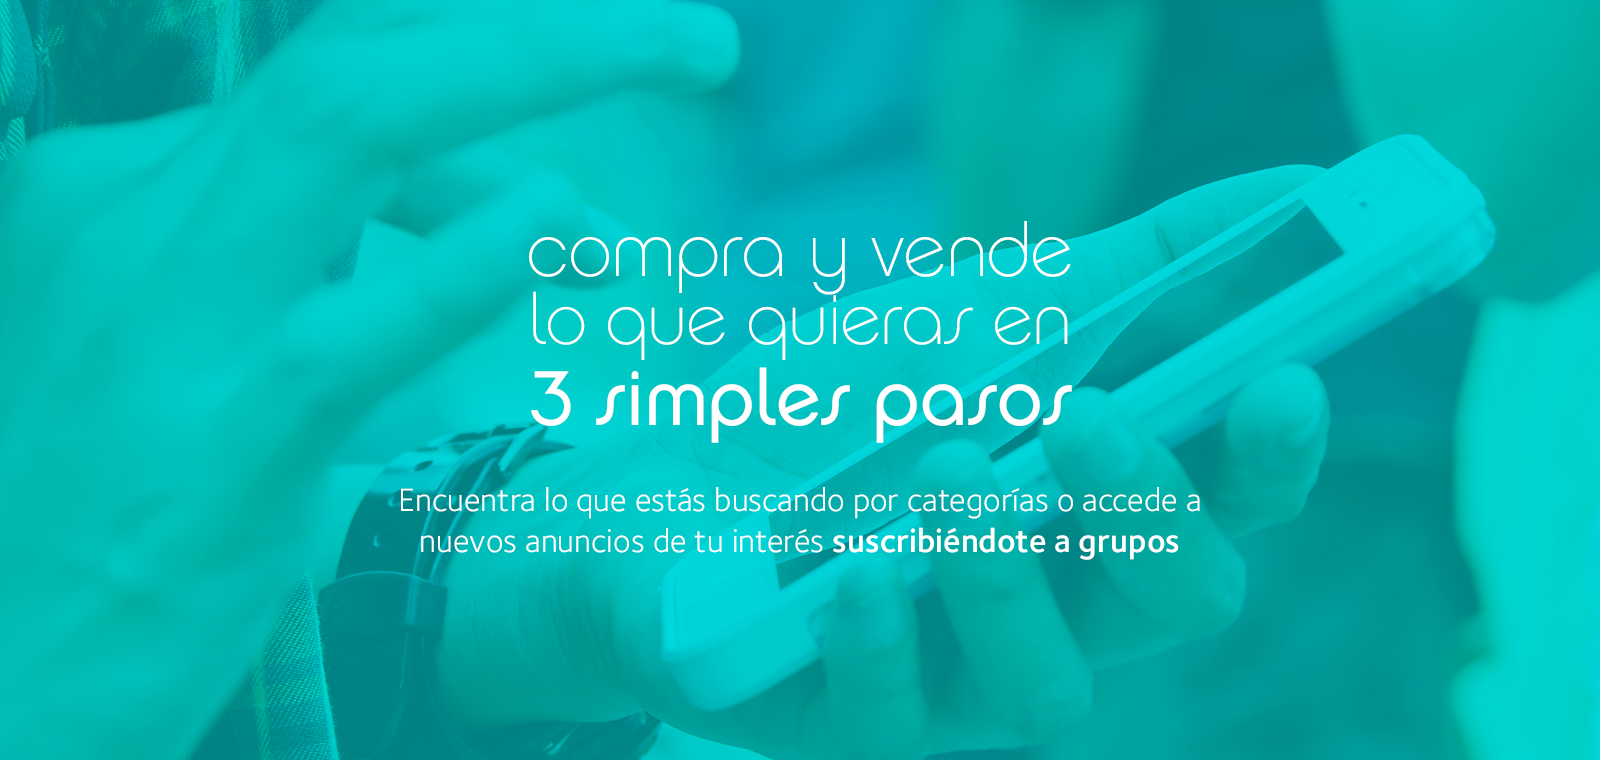 compra y vende
lo que quieras en
3 simples pasos
Encuentra lo que estás buscando por categorías o accede a
nuevos anuncios de tu interés suscribiéndote a grupos